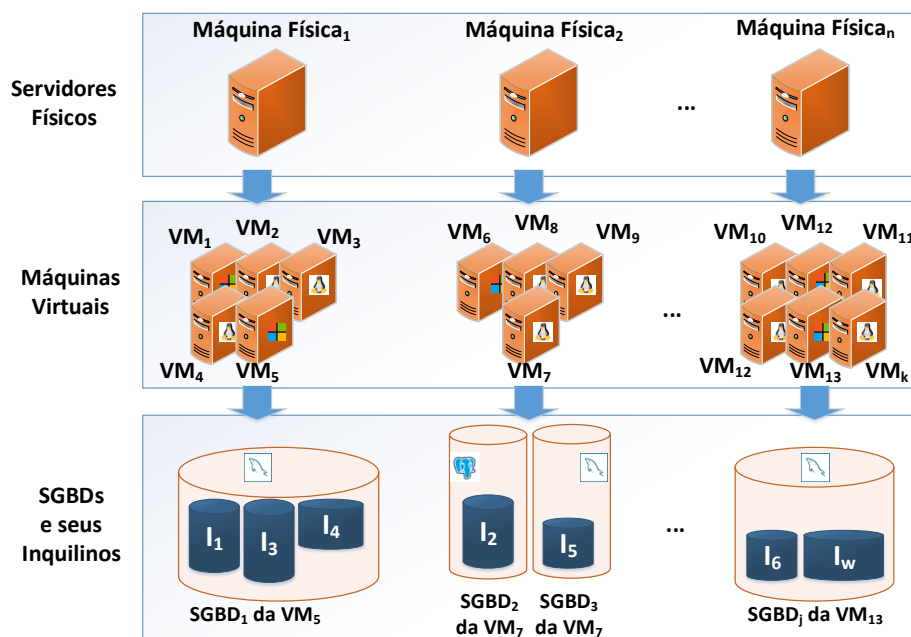 Máquina Física₁
Máquina Física₂
Máquina Físicaₙ
Servidores
Físicos
...
VM₁
VM₂
VM₃
VM₆
VM₈
VM₉
VM₁₀
VM₁₂
VM₁₁
Máquinas
Virtuais
...
VM₄
VM₅
VM₇
VM₁₂
VM₁₃
VMₖ
SGBDs
e seus
Inquilinos
I₁
I₃
I₄
I₂
I₅
...
I₆
I_w
SGBD₁ da VM₅
SGBD₂
da VM₇
SGBD₃
da VM₇
SGBDⱼ da VM₁₃